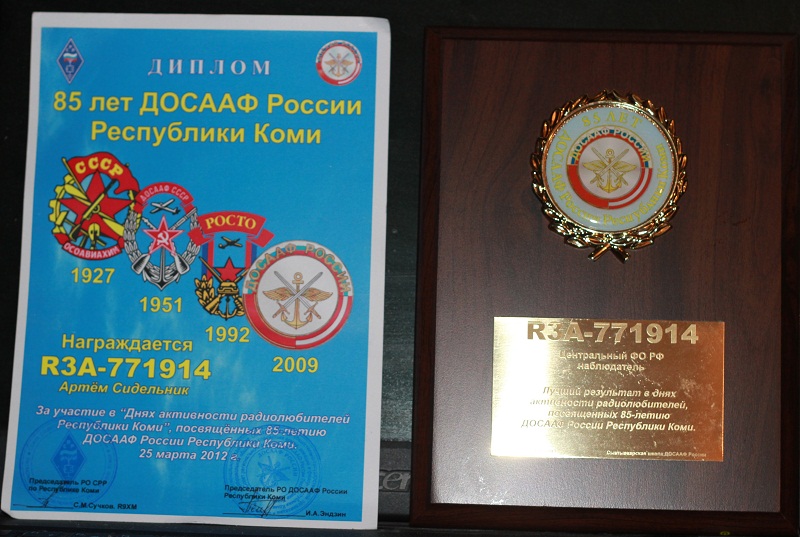 ДИПЛОМ
85 лет ДОСААФ России
Республики Коми
СССР
ОСОАВИАХИМ
1927
ДОСААФ СССР
1951
РОСТО
1992
ДОСААФ РОССИИ
2009
Награждается
R3A-771914
Артём Сидельник
За участие в "Днях активности радиолюбителей
Республики Коми", посвящённых 85-летию
ДОСААФ России Республики Коми.
25 марта 2012 г.
Председатель РО СРР
по Республике Коми
С.М.Сучков. R9XM
Председатель РО ДОСААФ России
Республики Коми
И.А.Эндзин
85 ЛЕТ
ДОСААФ РОССИИ
R3A-771914
Центральный ФО РФ
наблюдатель
Лучший результат в днях
активности радиолюбителей,
посвященных 85-летию
ДОСААФ России Республики Коми.
Сыктывкарская школа ДОСААФ России